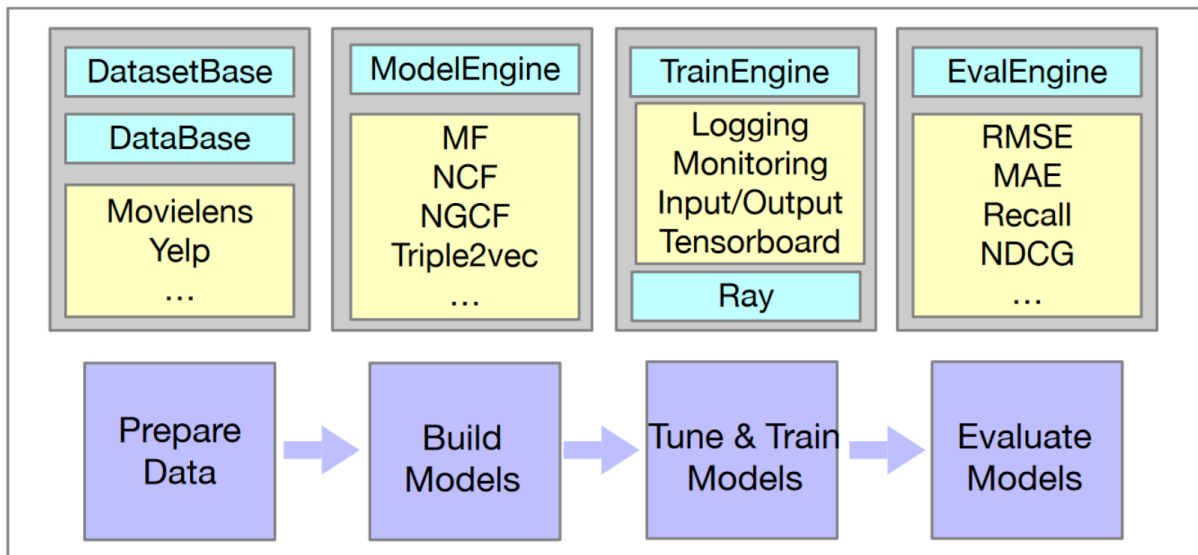 DatasetBase
DataBase
Movielens
Yelp
...
ModelEngine
MF
NCF
NGCF
Triple2vec
...
TrainEngine
Logging
Monitoring
Input/Output
Tensorboard
Ray
EvalEngine
RMSE
MAE
Recall
NDCG
...
Prepare
Data
Build
Models
Tune & Train
Models
Evaluate
Models